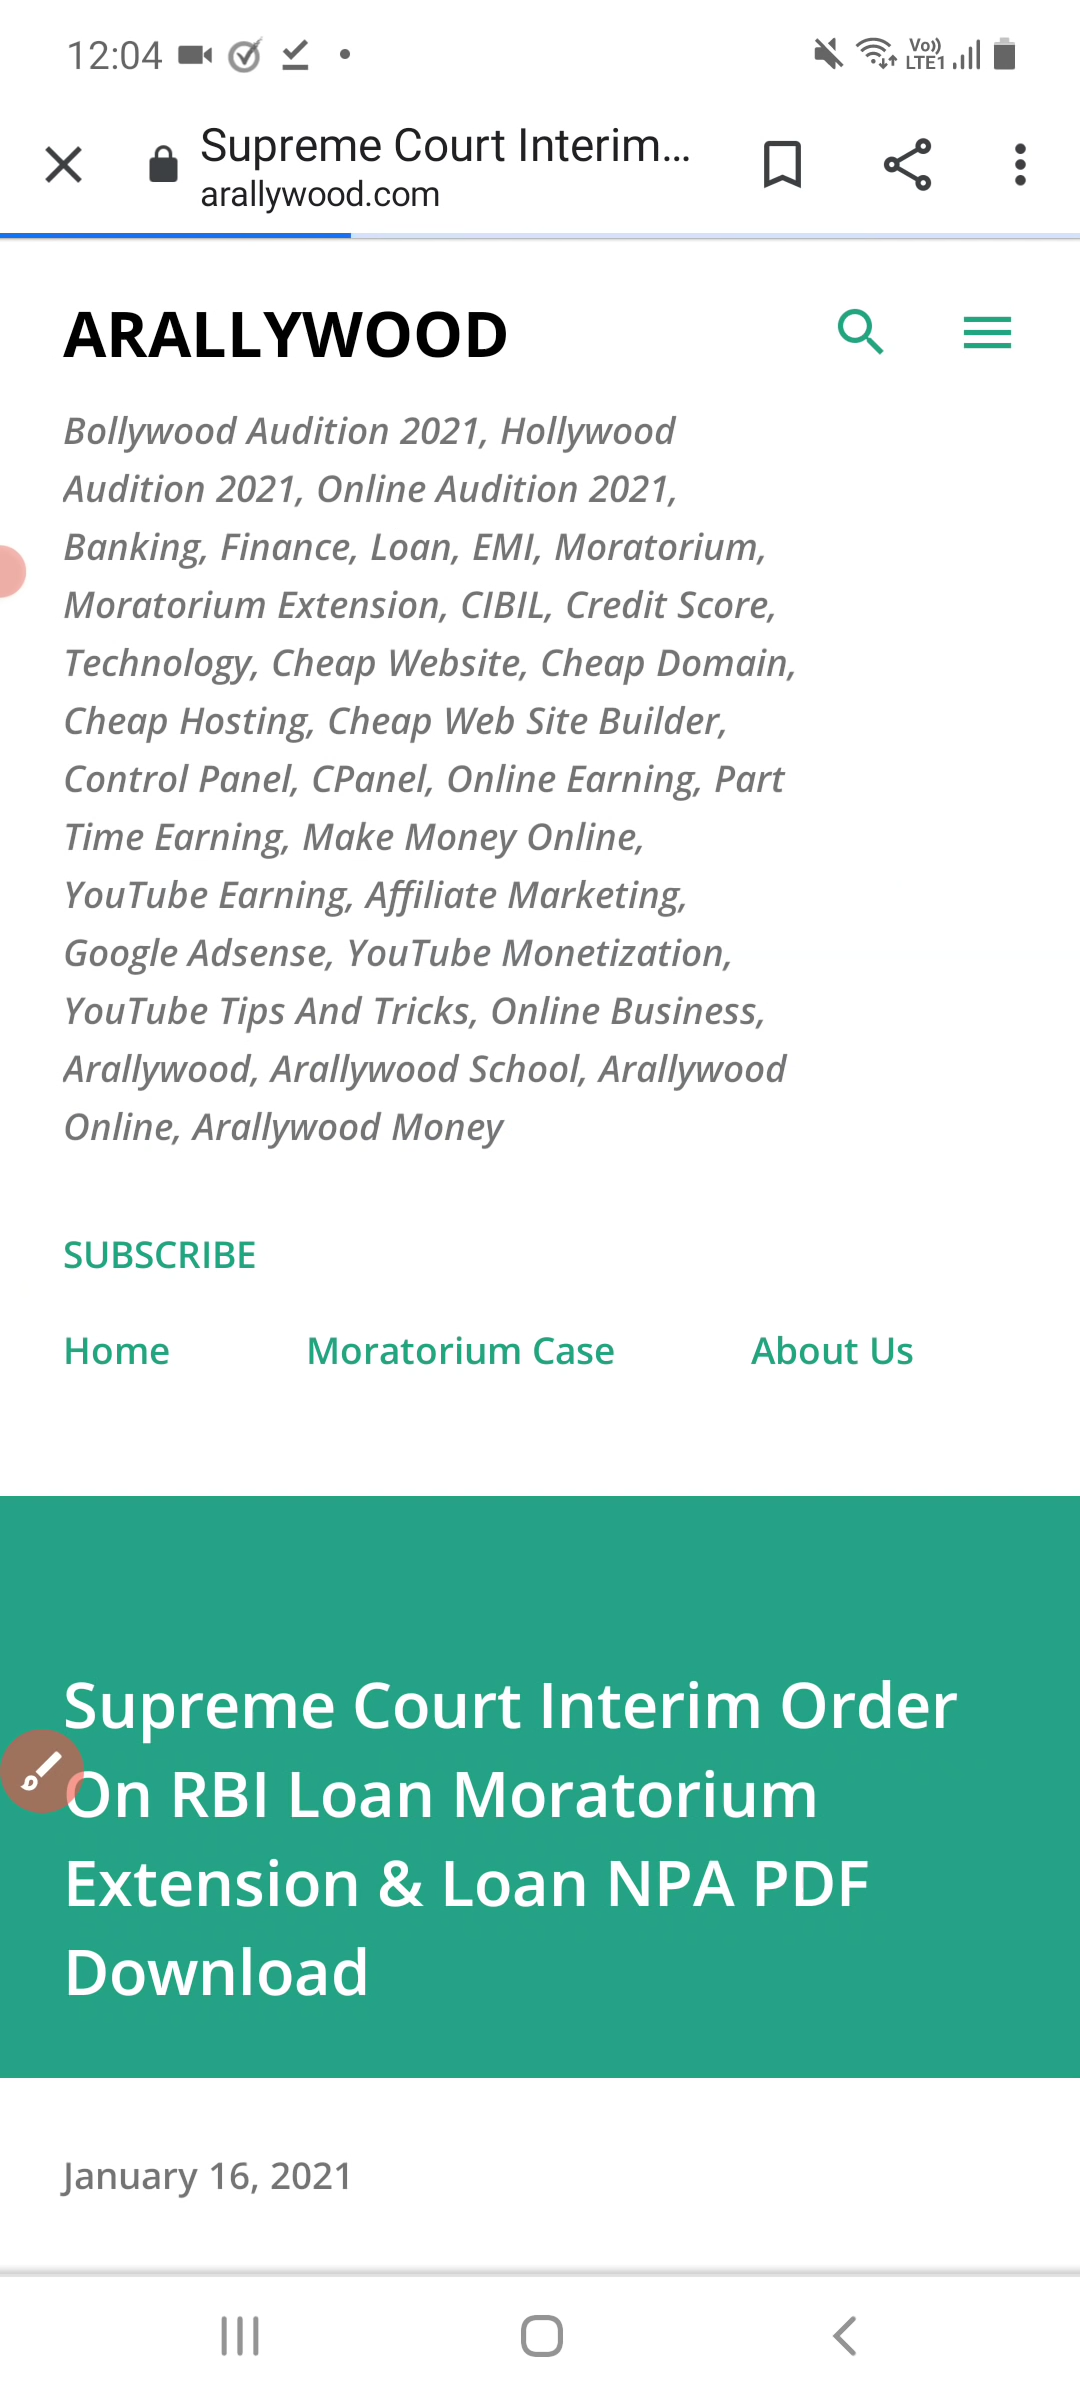 12:04
Vo))
LTE1
Supreme Court Interim...
arallywood.com
ARALLYWOOD
Bollywood Audition 2021, Hollywood
Audition 2021, Online Audition 2021,
Banking, Finance, Loan, EMI, Moratorium,
Moratorium Extension, CIBIL, Credit Score,
Technology, Cheap Website, Cheap Domain,
Cheap Hosting, Cheap Web Site Builder,
Control Panel, CPanel, Online Earning, Part
Time Earning, Make Money Online,
YouTube Earning, Affiliate Marketing,
Google Adsense, YouTube Monetization,
YouTube Tips And Tricks, Online Business,
Arallywood, Arallywood School, Arallywood
Online, Arallywood Money
SUBSCRIBE
Home Moratorium Case About Us
Supreme Court Interim Order
On RBI Loan Moratorium
Extension & Loan NPA PDF
Download
January 16, 2021